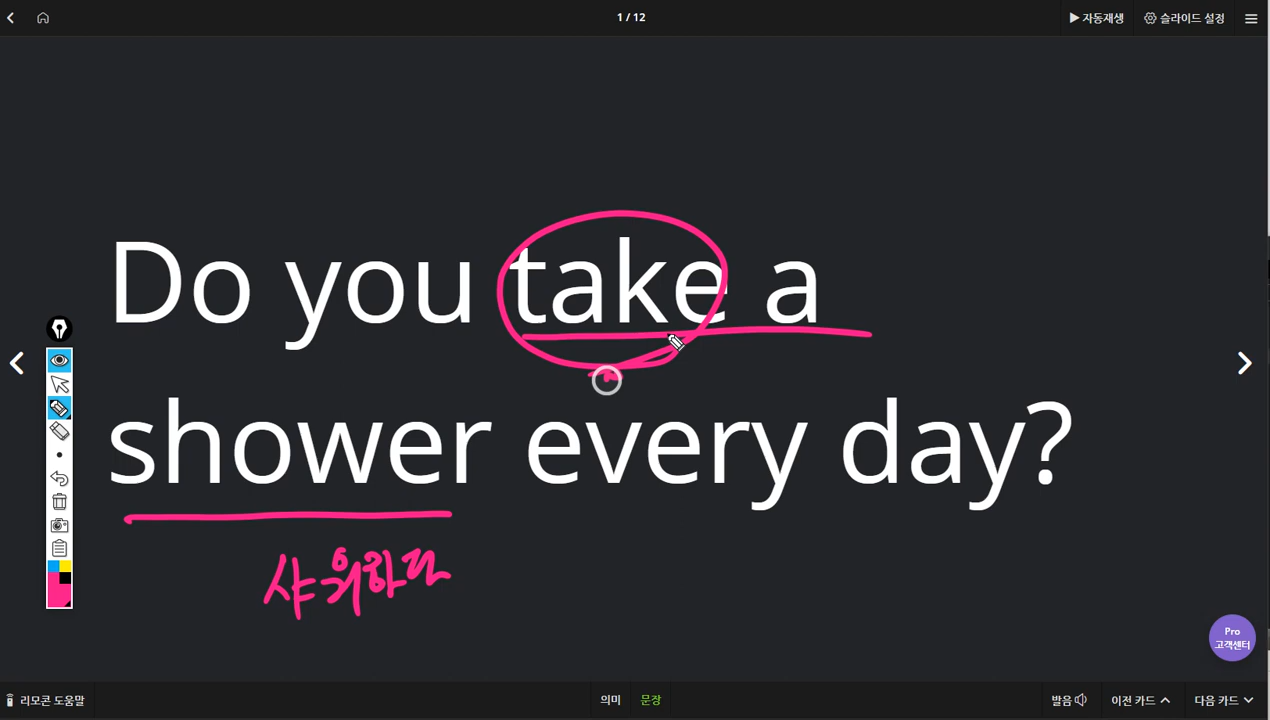 1 / 12
자동재생
슬라이드 설정
Do you take a
shower every day?
샤워하다
Pro
고객센터
리모콘 도움말
의미
문장
발음
이전 카드
다음 카드